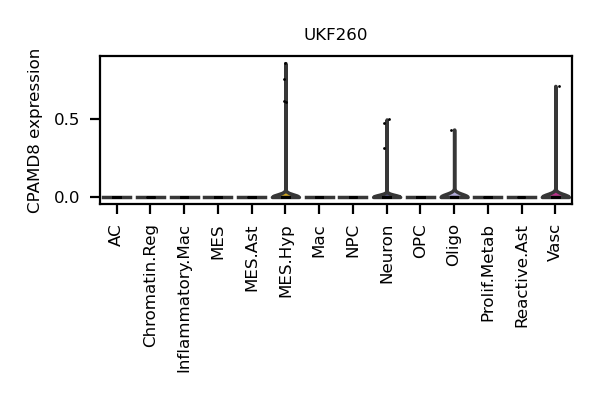 UKF260
CPAMD8 expression
0.5
0.0
AC
Chromatin.Reg
Inflammatory.Mac
MES
MES.Ast
MES.Hyp
Mac
NPC
Neuron
OPC
Oligo
Prolif.Metab
Reactive.Ast
Vasc